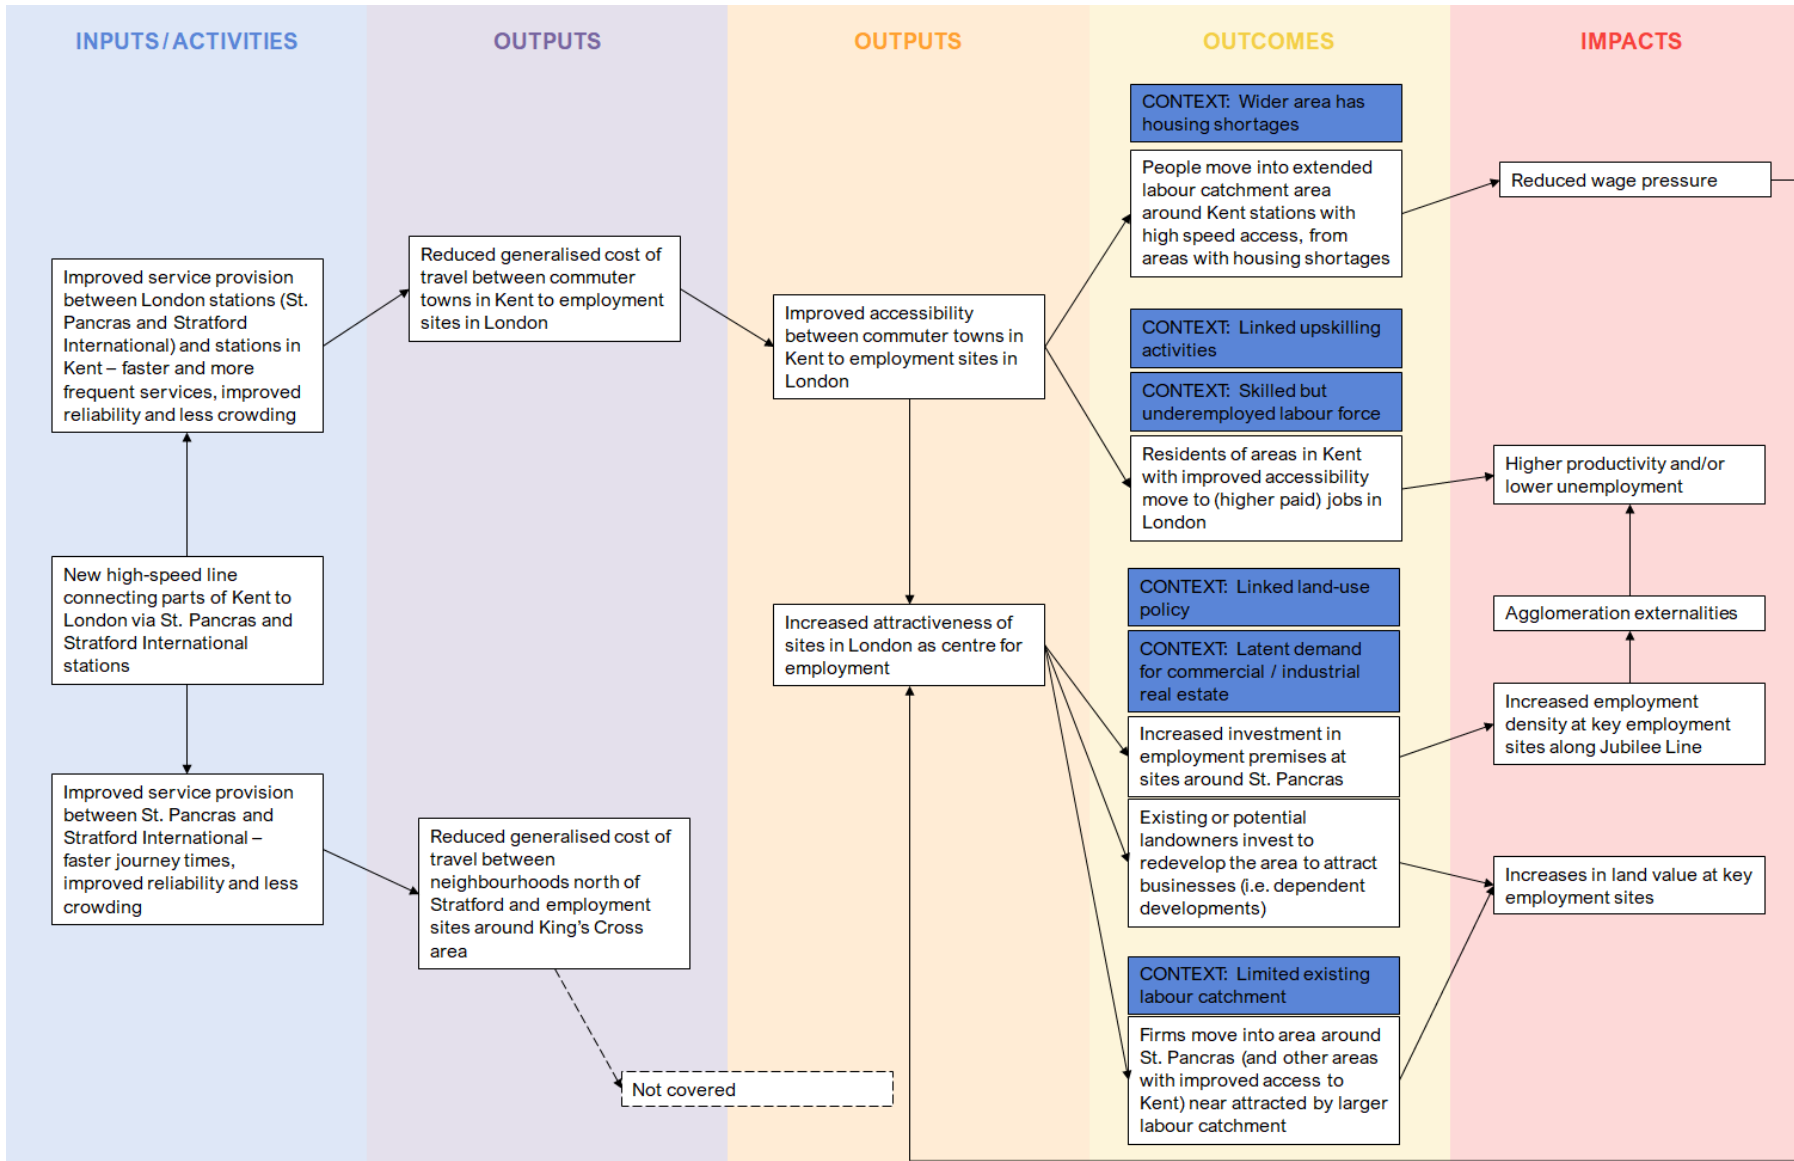 INPUTS/ACTIVITIES
OUTPUTS
OUTPUTS
OUTCOMES
IMPACTS
Improved service provision
between London stations (St.
Pancras and Stratford
International) and stations in
Kent – faster and more
frequent services, improved
reliability and less crowding
New high-speed line
connecting parts of Kent to
London via St. Pancras and
Stratford International
stations
Improved service provision
between St. Pancras and
Stratford International –
faster journey times,
improved reliability and less
crowding
Reduced generalised cost of
travel between commuter
towns in Kent to employment
sites in London
Reduced generalised cost of
travel between
neighbourhoods north of
Stratford and employment
sites around King's Cross
area
Not covered
Improved accessibility
between commuter towns in
Kent to employment sites in
London
Increased attractiveness of
sites in London as centre for
employment
CONTEXT: Wider area has
housing shortages
People move into extended
labour catchment area
around Kent stations with
high speed access, from
areas with housing shortages
CONTEXT: Linked upskilling
activities
CONTEXT: Skilled but
underemployed labour force
Residents of areas in Kent
with improved accessibility
move to (higher paid) jobs in
London
CONTEXT: Linked land-use
policy
CONTEXT: Latent demand
for commercial / industrial
real estate
Increased investment in
employment premises at
sites around St. Pancras
Existing or potential
landowners invest to
redevelop the area to attract
businesses (i.e. dependent
developments)
CONTEXT: Limited existing
labour catchment
Firms move into area around
St. Pancras (and other areas
with improved access to
Kent) near attracted by larger
labour catchment
Reduced wage pressure
Higher productivity and/or
lower unemployment
Agglomeration externalities
Increased employment
density at key employment
sites along Jubilee Line
Increases in land value at key
employment sites